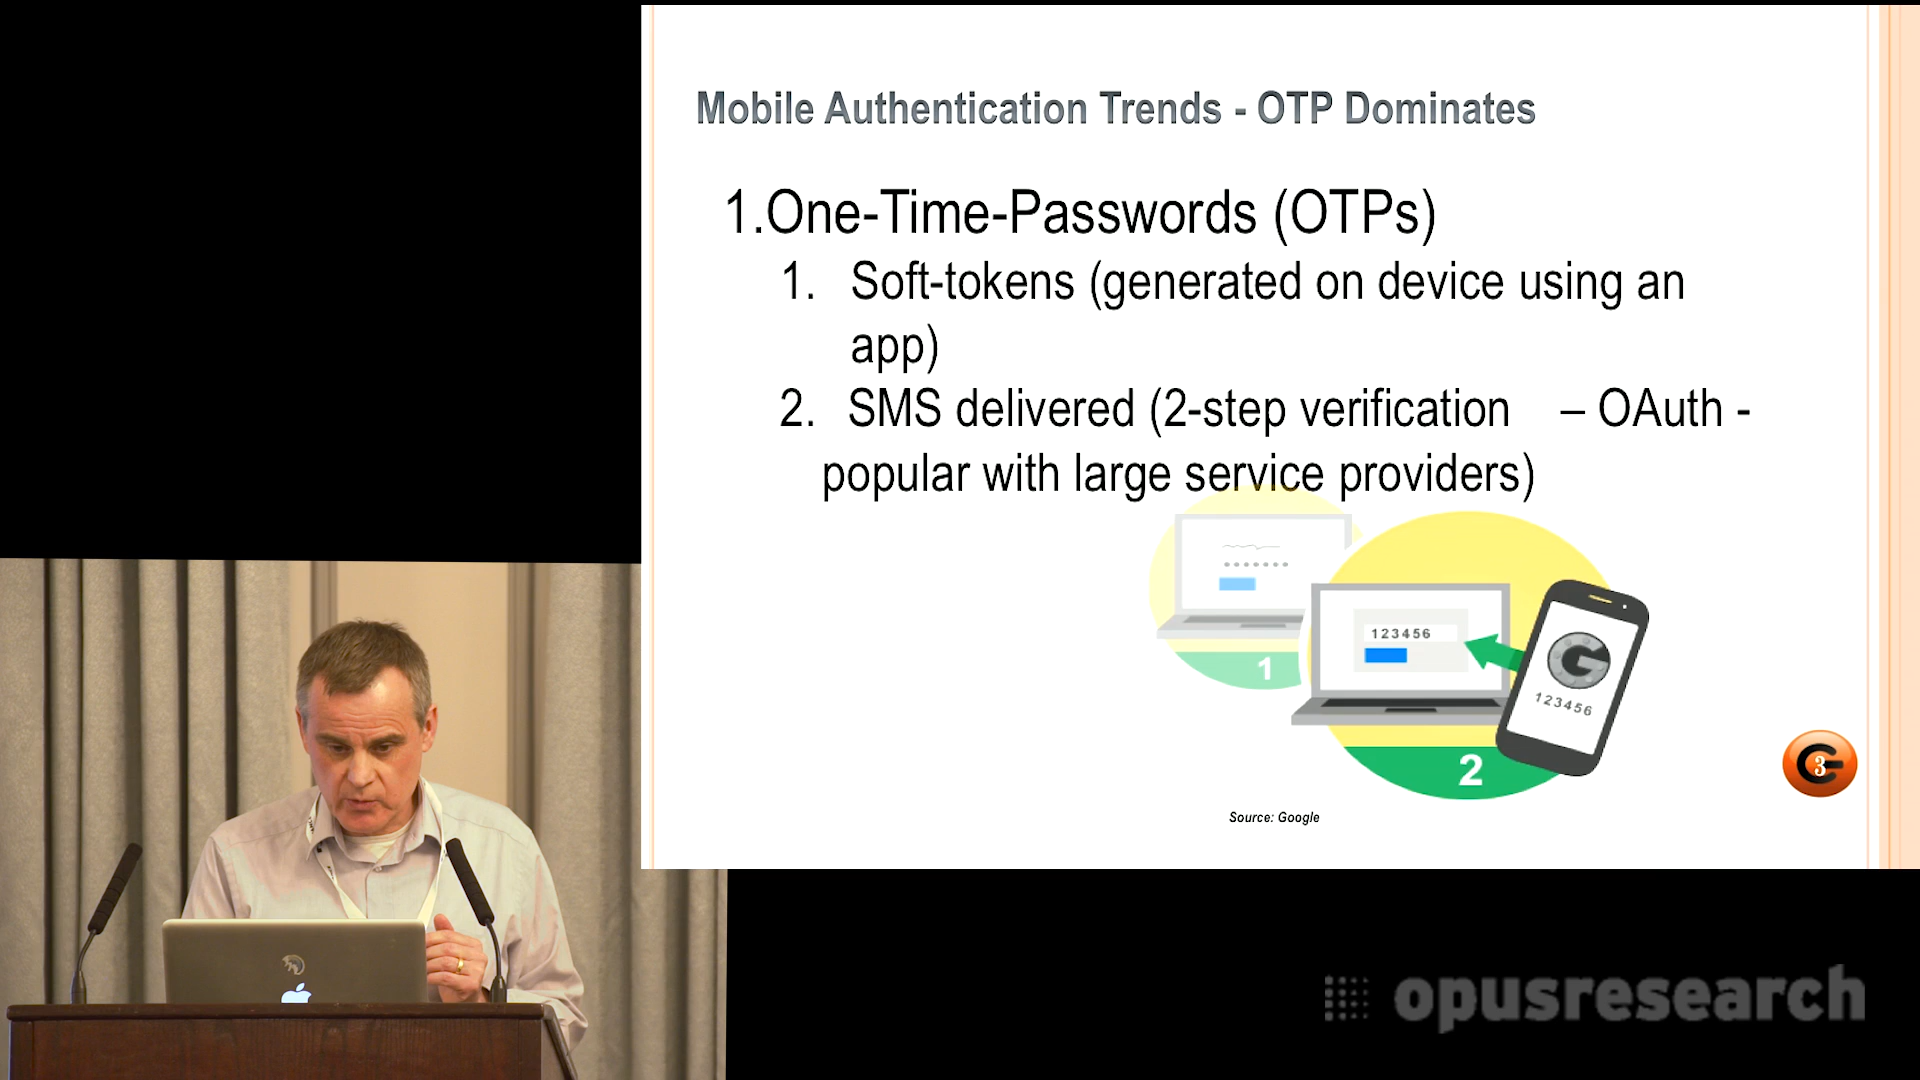 Mobile Authentication Trends - OTP Dominates
1.One-Time-Passwords (OTPs)
1. Soft-tokens (generated on device using an
app)
2. SMS delivered (2-step verification – OAuth -
popular with large service providers)
1
123456
123456
2
3
Source: Google
opusresearch